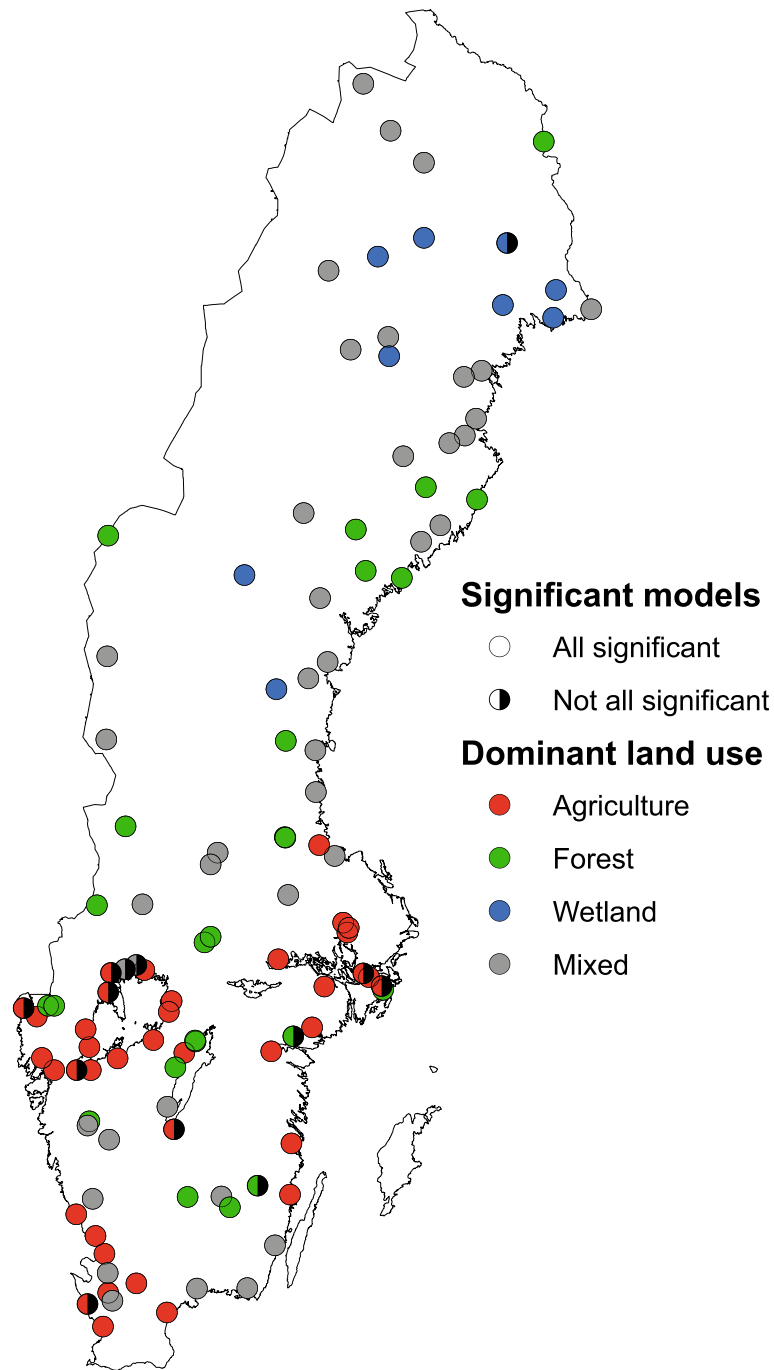 Significant models
All significant
Not all significant
Dominant land use
Agriculture
Forest
Wetland
Mixed